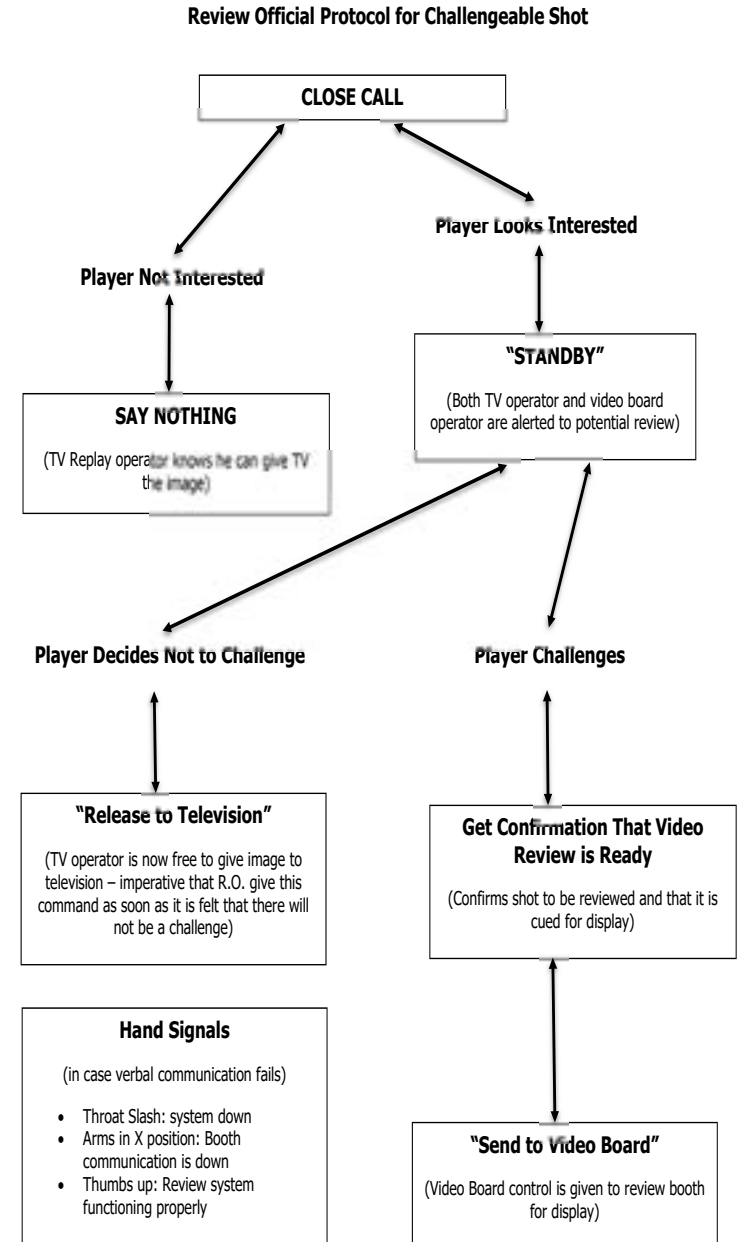 Review Official Protocol for Challengeable Shot
CLOSE CALL
Player Looks Interested
Player Not Interested
“STANDBY”
(Both TV operator and video board
operator are alerted to potential review)
SAY NOTHING
(TV Replay operator knows he can give TV
the image)
Player Decides Not to Challenge
Player Challenges
“Release to Television”
(TV operator is now free to give image to
television – imperative that R.O. give this
command as soon as it is felt that there will
not be a challenge)
Get Confirmation That Video
Review is Ready
(Confirms shot to be reviewed and that it is
cued for display)
Hand Signals
(in case verbal communication fails)
• Throat Slash: system down
• Arms in X position: Booth
communication is down
• Thumbs up: Review system
functioning properly
“Send to Video Board”
(Video Board control is given to review booth
for display)